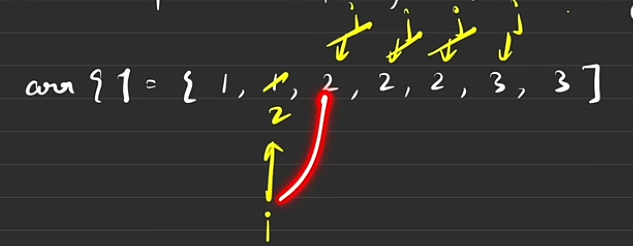 j j j j
arr { ] = { 1, 1, 2, 2, 2, 3, 3 ]
2
i